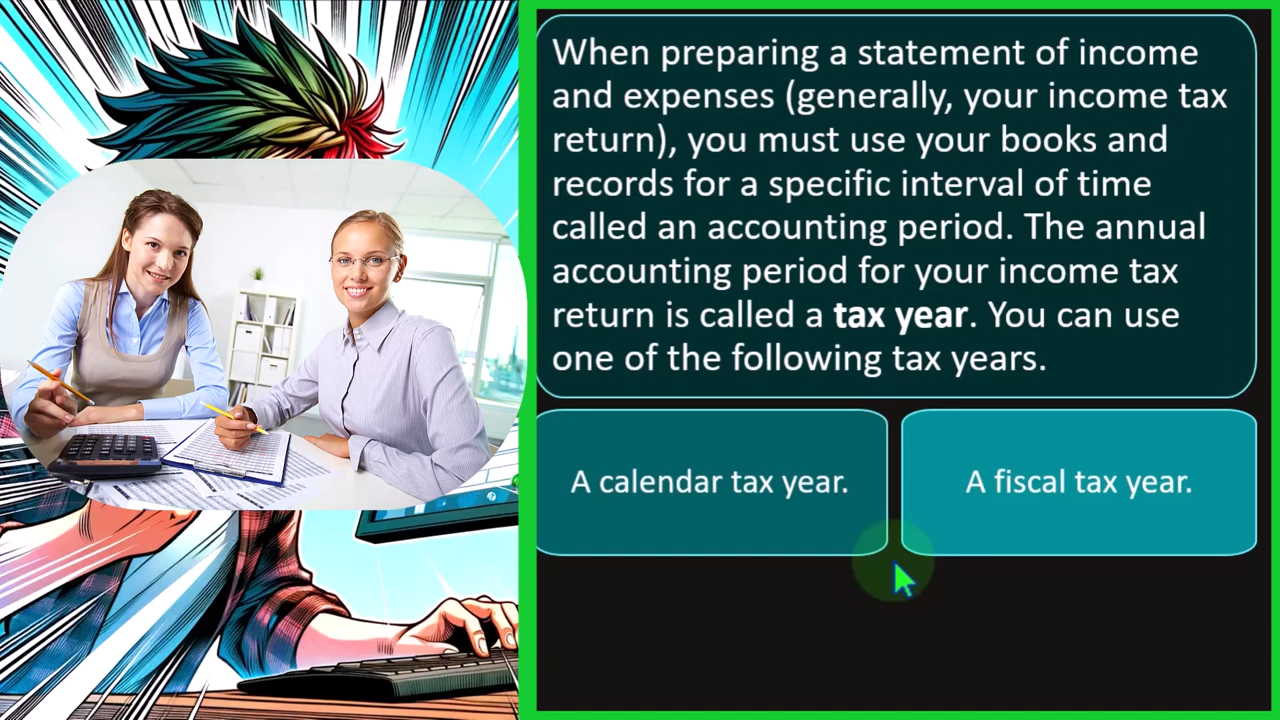 When preparing a statement of income
and expenses (generally, your income tax
return), you must use your books and
records for a specific interval of time
called an accounting period. The annual
accounting period for your income tax
return is called a tax year. You can use
one of the following tax years.
A calendar tax year.
A fiscal tax year.